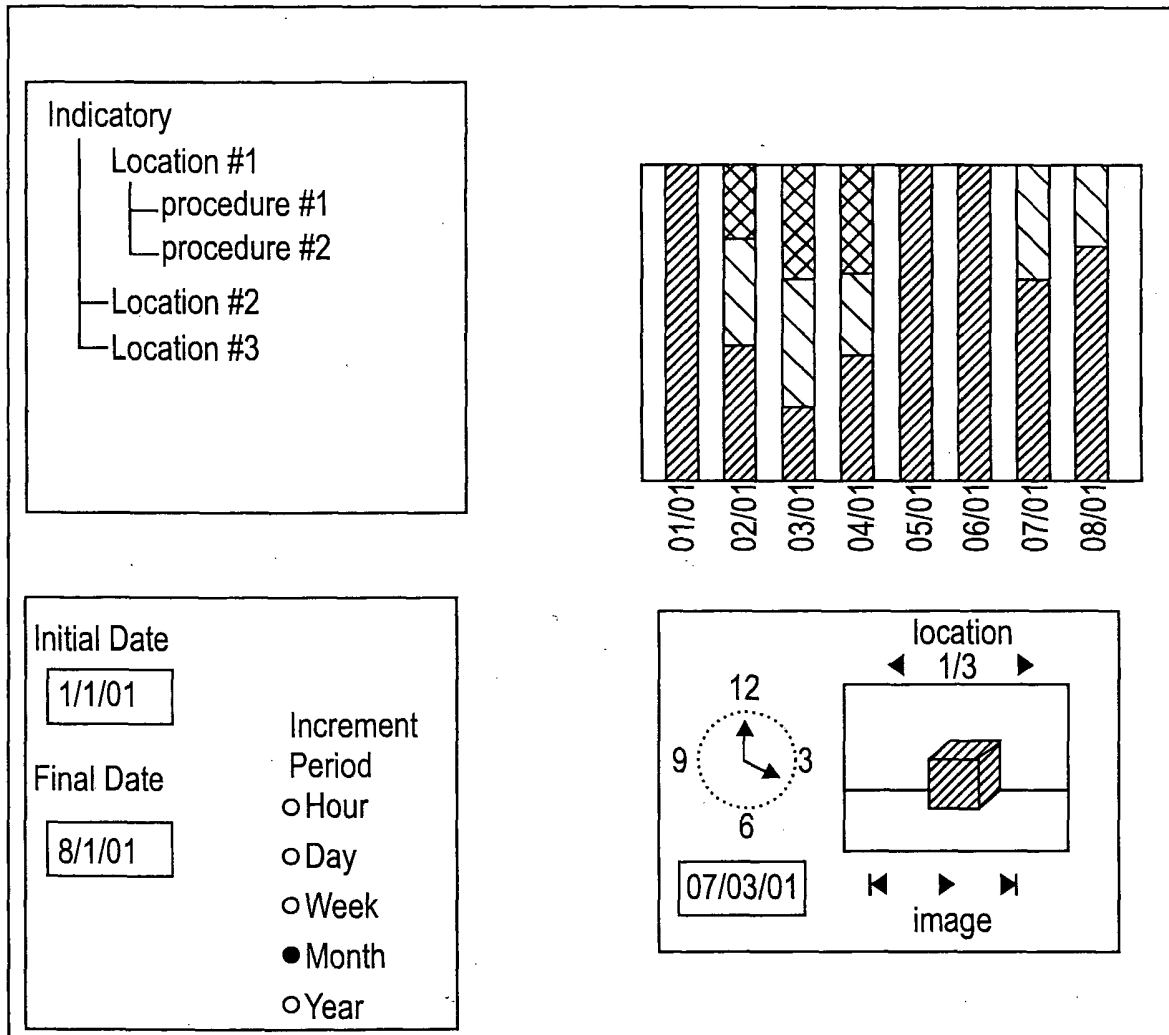 Indicatory
Location #1
procedure #1
procedure #2
Location #2
Location #3
01/01
02/01
03/01
04/01
05/01
06/01
07/01
08/01
Initial Date
1/1/01
Final Date
8/1/01
Increment
Period
Hour
Day
Week
Month
Year
location
1/3
12
9
3
6
07/03/01
image